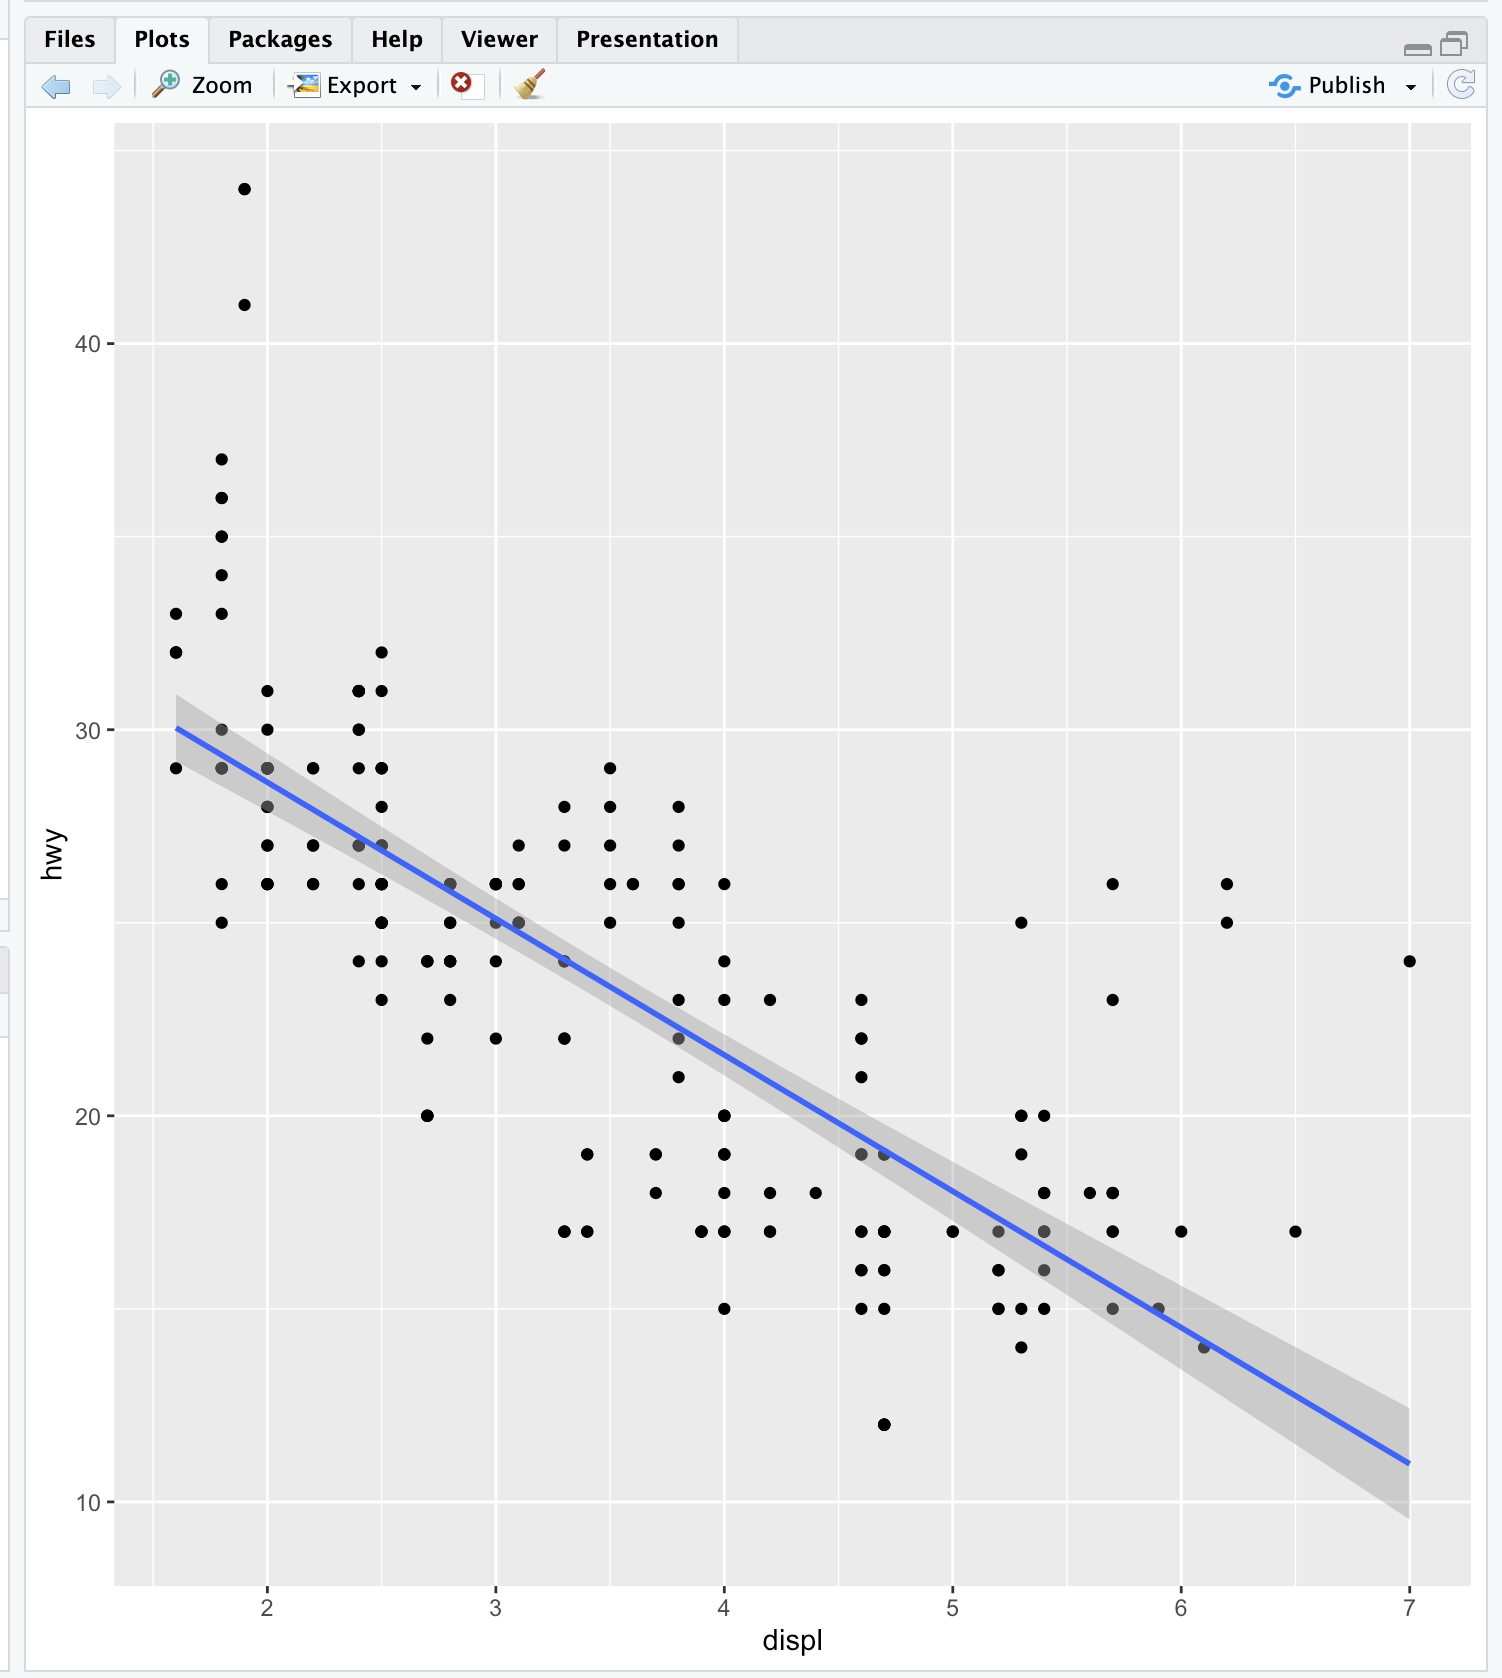 Files Plots Packages Help Viewer Presentation
Zoom Export Publish
40
30
20
10
hwy
2 3 4 5 6 7
displ